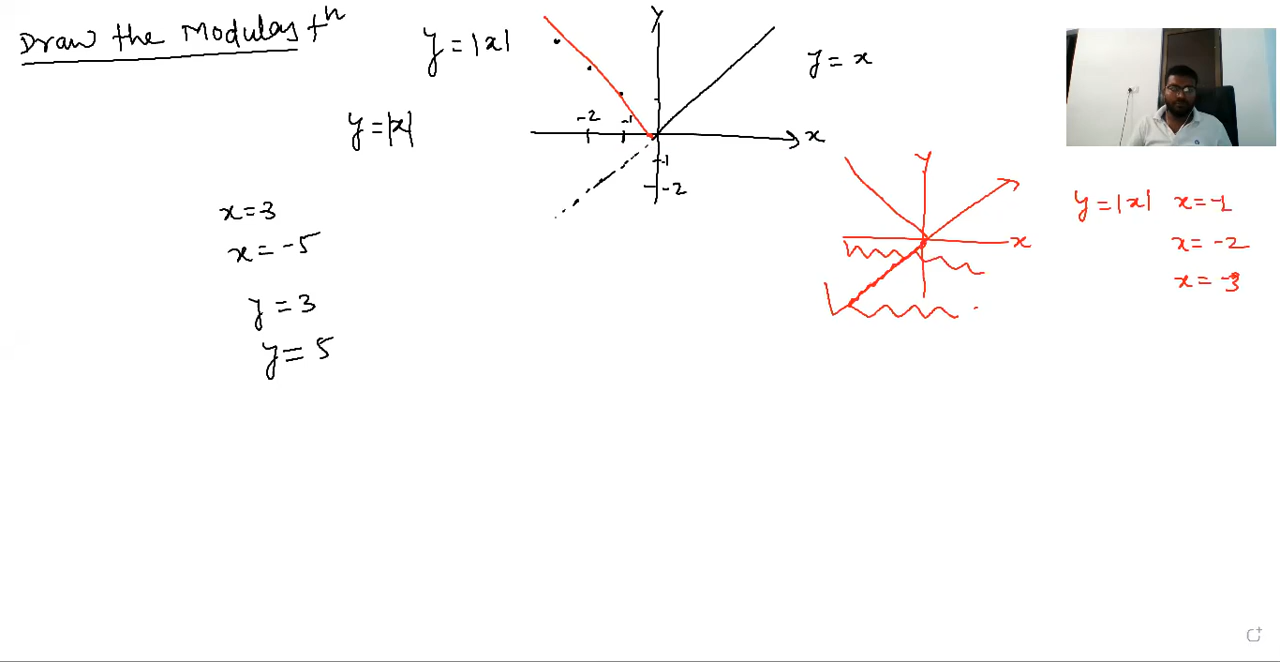 Draw the Modulas fn
y = |x|
y = |x|
x = 3
x = -5
y = 3
y = 5
y
-2 -1
x
-1
-2
y = x
y
x
y = |x| x = -1
x = -2
x = -3